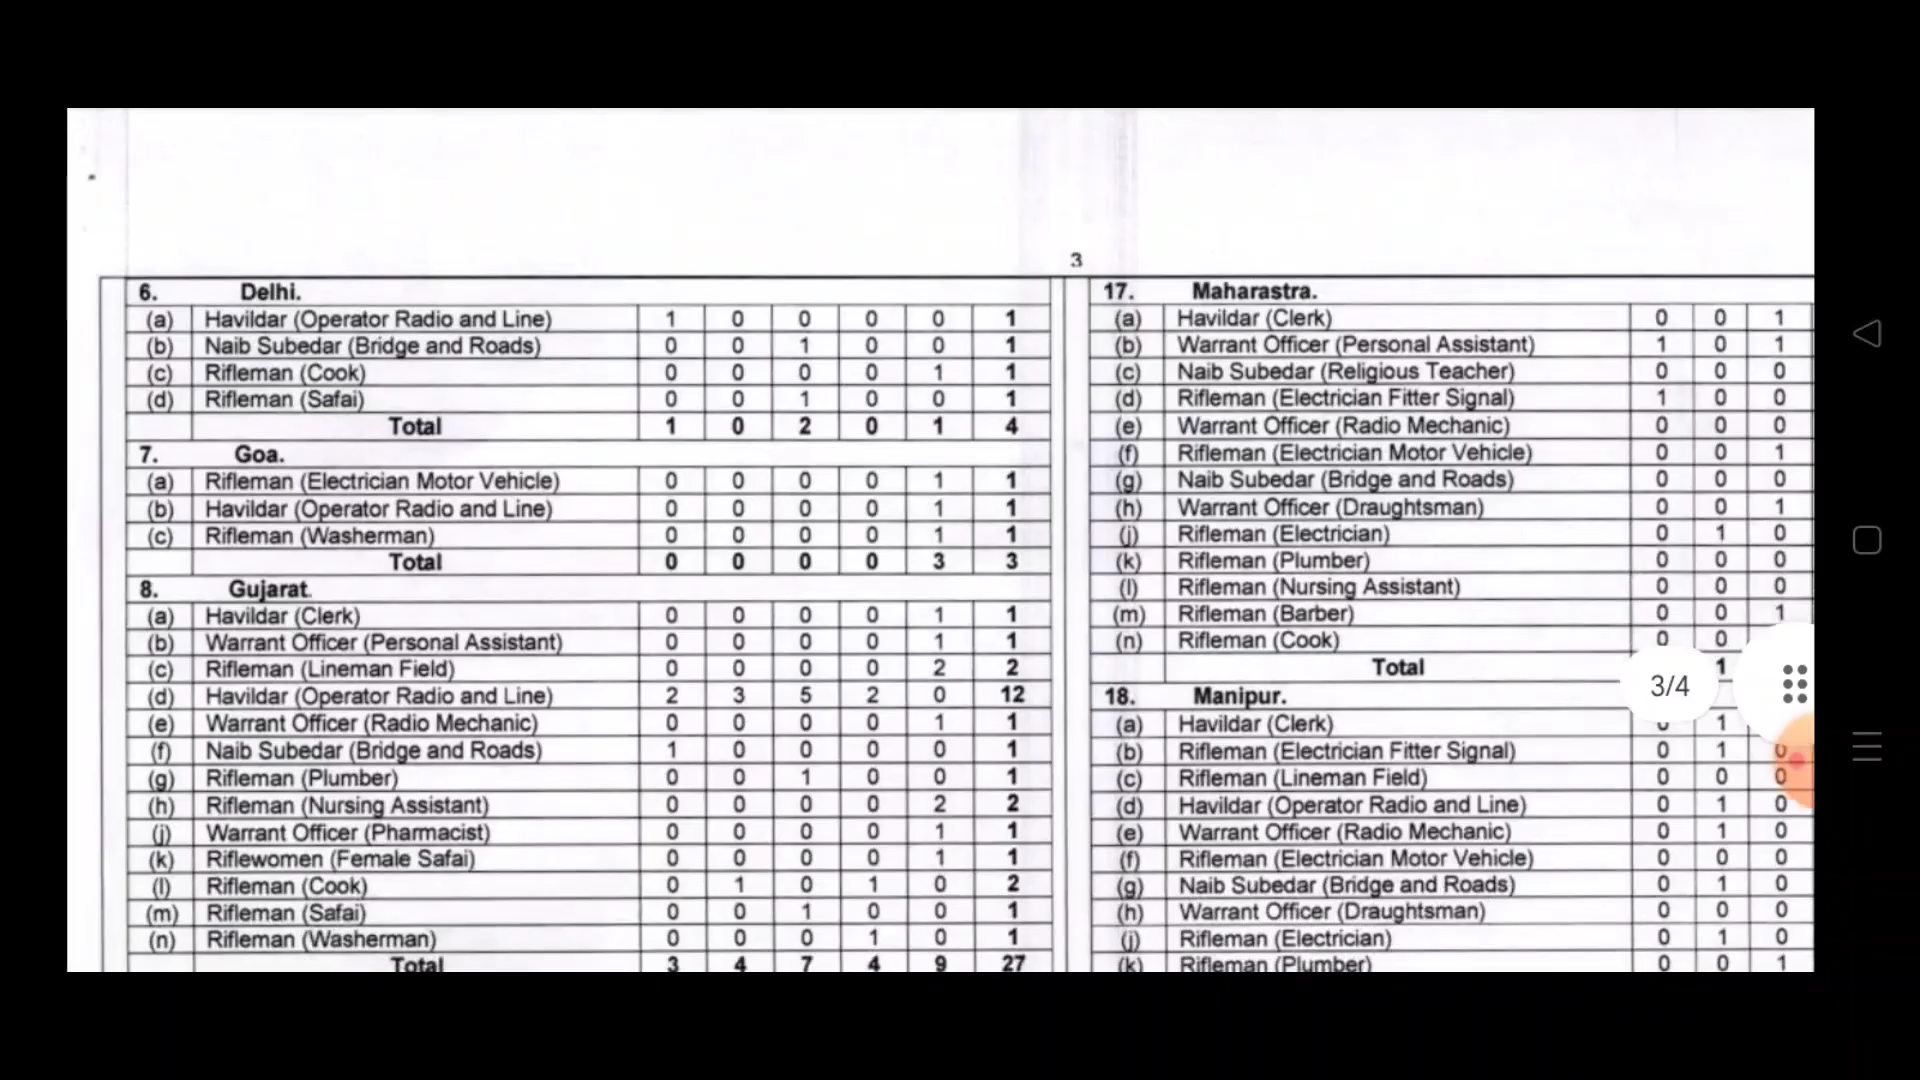 3
6. Delhi.
(a) Havildar (Operator Radio and Line) 1 0 0 0 0 1
(b) Naib Subedar (Bridge and Roads) 0 0 1 0 0 1
(c) Rifleman (Cook) 0 0 0 0 1 1
(d) Rifleman (Safai) 0 0 1 0 0 1
Total 1 0 2 0 1 4
7. Goa.
(a) Rifleman (Electrician Motor Vehicle) 0 0 0 0 1 1
(b) Havildar (Operator Radio and Line) 0 0 0 0 1 1
(c) Rifleman (Washerman) 0 0 0 0 1 1
Total 0 0 0 0 3 3
8. Gujarat.
(a) Havildar (Clerk) 0 0 0 0 1 1
(b) Warrant Officer (Personal Assistant) 0 0 0 0 1 1
(c) Rifleman (Lineman Field) 0 0 0 0 2 2
(d) Havildar (Operator Radio and Line) 2 3 5 2 0 12
(e) Warrant Officer (Radio Mechanic) 0 0 0 0 1 1
(f) Naib Subedar (Bridge and Roads) 1 0 0 0 0 1
(g) Rifleman (Plumber) 0 0 1 0 0 1
(h) Rifleman (Nursing Assistant) 0 0 0 0 2 2
(j) Warrant Officer (Pharmacist) 0 0 0 0 1 1
(k) Riflewomen (Female Safai) 0 0 0 0 1 1
(l) Rifleman (Cook) 0 1 0 1 0 2
(m) Rifleman (Safai) 0 0 1 0 0 1
(n) Rifleman (Washerman) 0 0 0 1 0 1
Total 3 4 7 4 9 27
17. Maharastra.
(a) Havildar (Clerk) 0 0 1
(b) Warrant Officer (Personal Assistant) 1 0 1
(c) Naib Subedar (Religious Teacher) 0 0 0
(d) Rifleman (Electrician Fitter Signal) 1 0 0
(e) Warrant Officer (Radio Mechanic) 0 0 0
(f) Rifleman (Electrician Motor Vehicle) 0 0 1
(g) Naib Subedar (Bridge and Roads) 0 0 0
(h) Warrant Officer (Draughtsman) 0 0 1
(j) Rifleman (Electrician) 0 1 0
(k) Rifleman (Plumber) 0 0 0
(l) Rifleman (Nursing Assistant) 0 0 0
(m) Rifleman (Barber) 0 0 1
(n) Rifleman (Cook) 0 0
Total 1
3/4
18. Manipur.
(a) Havildar (Clerk) 0 1
(b) Rifleman (Electrician Fitter Signal) 0 1 0
(c) Rifleman (Lineman Field) 0 0 0
(d) Havildar (Operator Radio and Line) 0 1 0
(e) Warrant Officer (Radio Mechanic) 0 1 0
(f) Rifleman (Electrician Motor Vehicle) 0 0 0
(g) Naib Subedar (Bridge and Roads) 0 1 0
(h) Warrant Officer (Draughtsman) 0 0 0
(j) Rifleman (Electrician) 0 1 0
(k) Rifleman (Plumber) 0 0 1